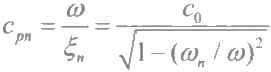 $c_{pn} = \frac{\omega}{\xi_n} = \frac{c_0}{\sqrt{1-(\omega_n / \omega)^2}}$